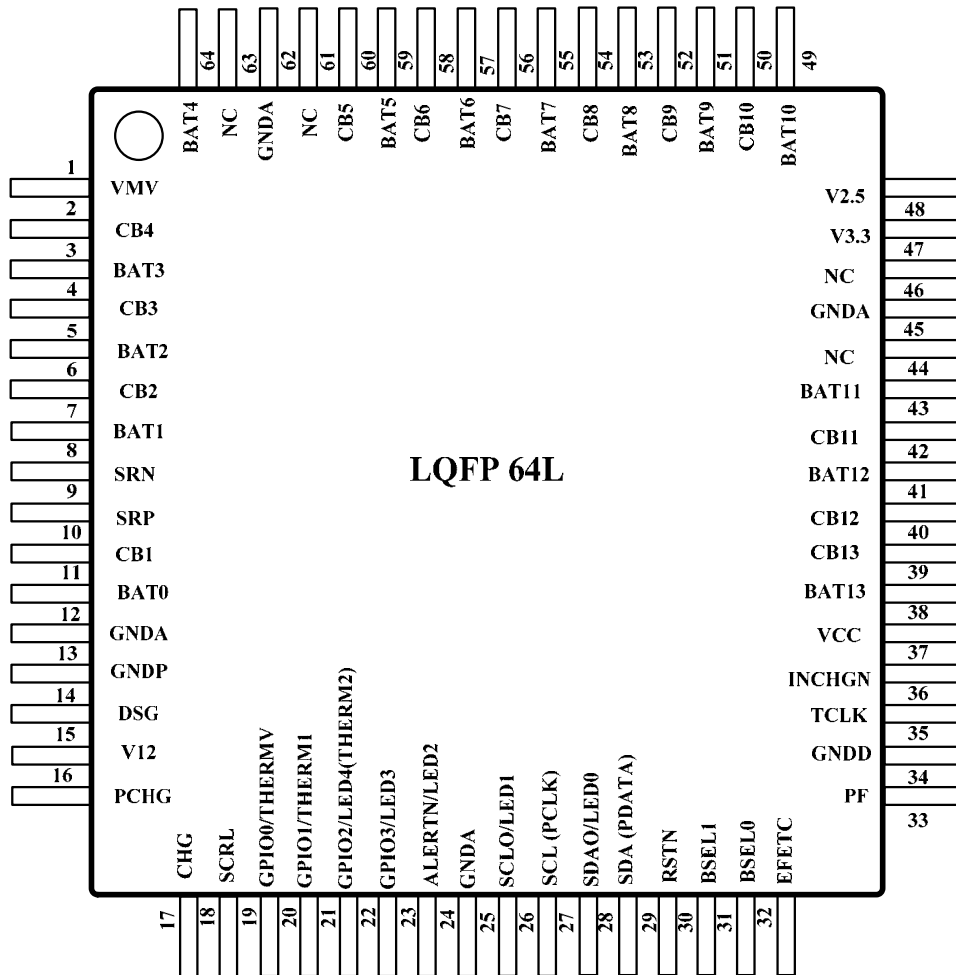 64 63 62 61 60 59 58 57 56 55 54 53 52 51 50 49
BAT4 NC GNDA NC CB5 BAT5 CB6 BAT6 CB7 BAT7 CB8 BAT8 CB9 BAT9 CB10 BAT10
1 VMV
2 CB4
3 BAT3
4 CB3
5 BAT2
6 CB2
7 BAT1
8 SRN
9 SRP
10 CB1
11 BAT0
12 GNDA
13 GNDP
14 DSG
15 V12
16 PCHG
LQFP 64L
V2.5 48
V3.3 47
NC 46
GNDA 45
NC 44
BAT11 43
CB11 42
BAT12 41
CB12 40
CB13 39
BAT13 38
VCC 37
INCHGN 36
TCLK 35
GNDD 34
PF 33
CHG SCRL GPIO0/THERMV GPIO1/THERM1 GPIO2/LED4(THERM2) GPIO3/LED3 ALERTN/LED2 GNDA SCLO/LED1 SCL (PCLK) SDAO/LED0 SDA (PDATA) RSTN BSEL1 BSEL0 EFETC
17 18 19 20 21 22 23 24 25 26 27 28 29 30 31 32